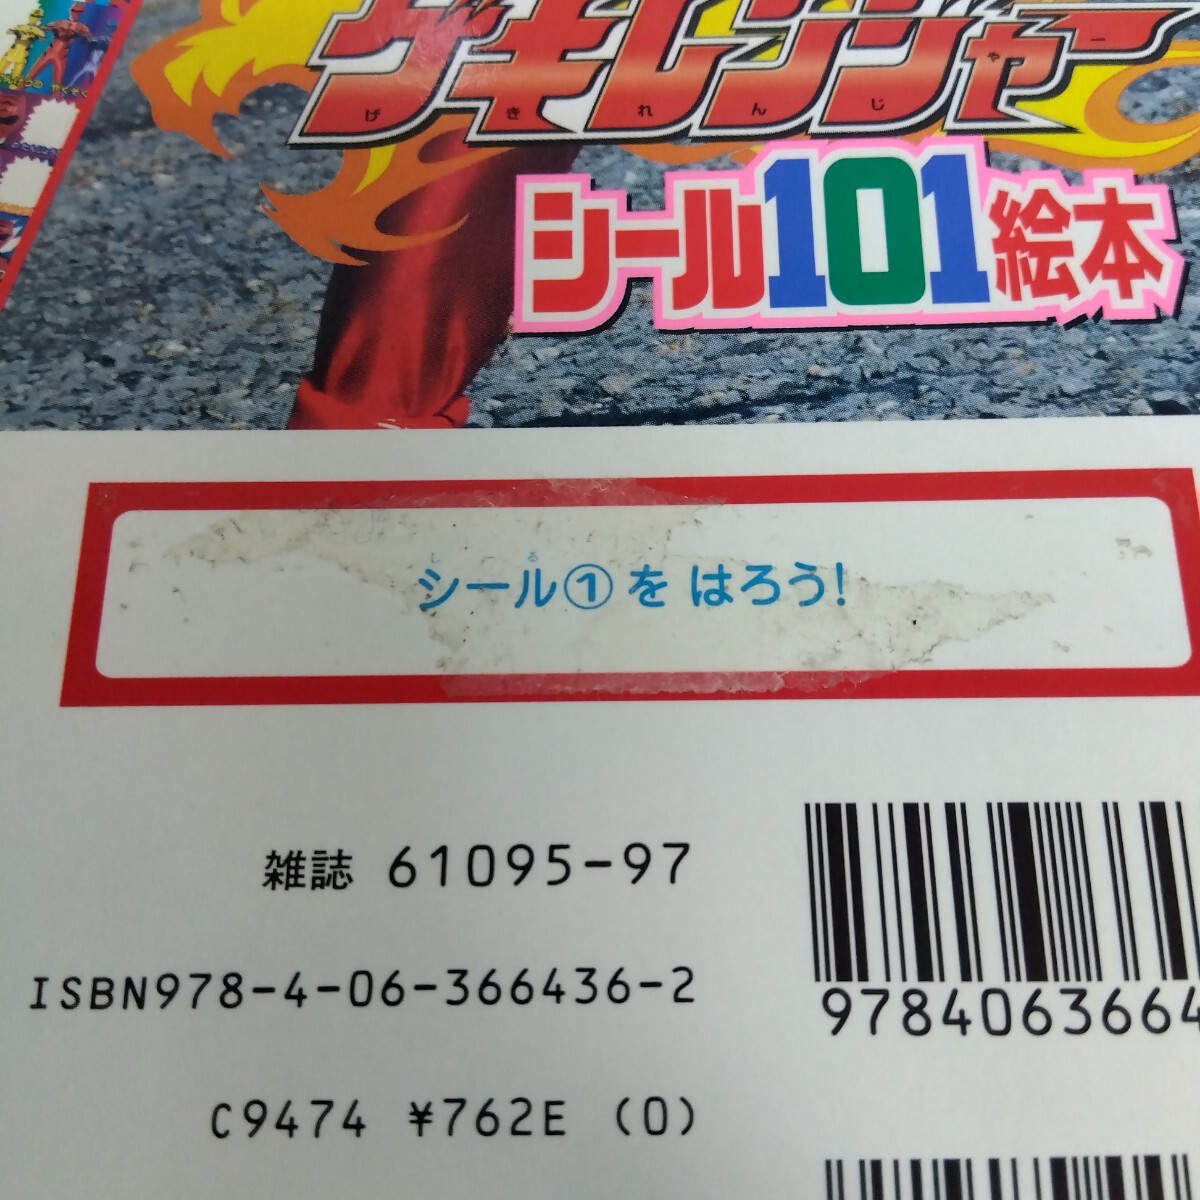 ゲキレンジャー
げきれんじゃー
シール101絵本
シール①を はろう!
雑誌 61095-97
ISBN978-4-06-366436-2
9784063664
C9474 ¥762E (0)